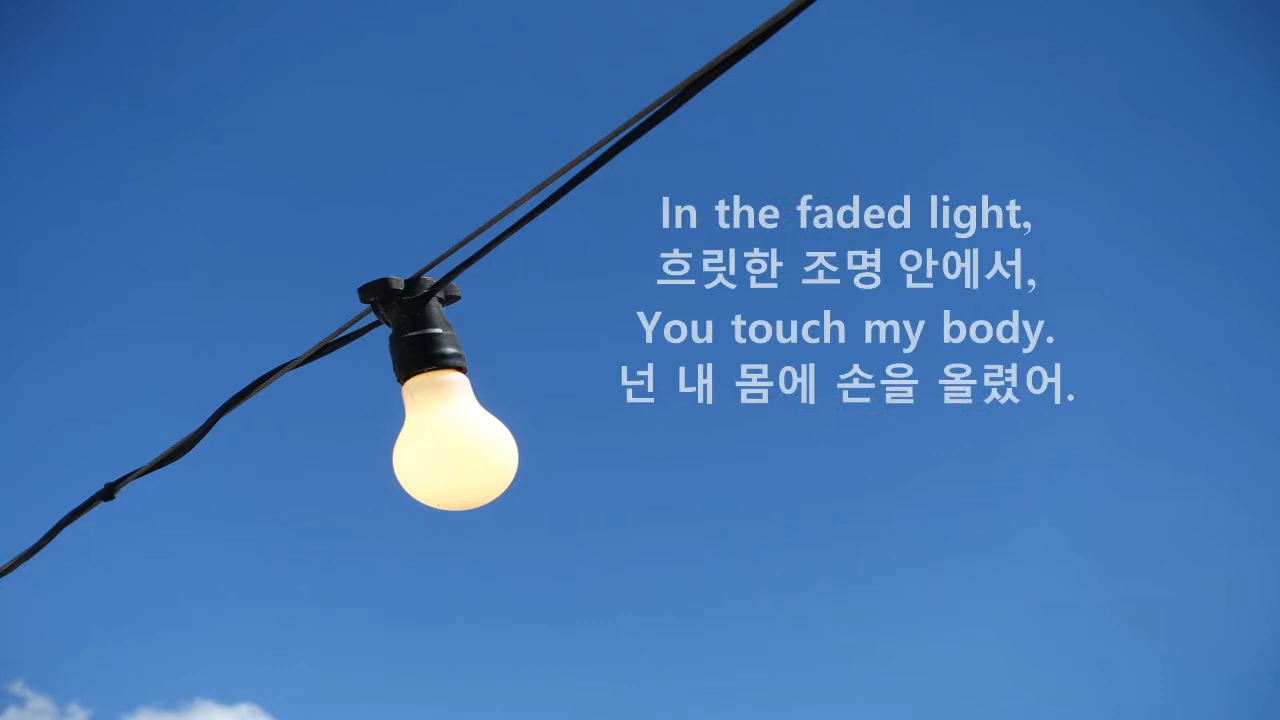 In the faded light,
흐릿한 조명 안에서,
You touch my body.
넌 내 몸에 손을 올렸어.